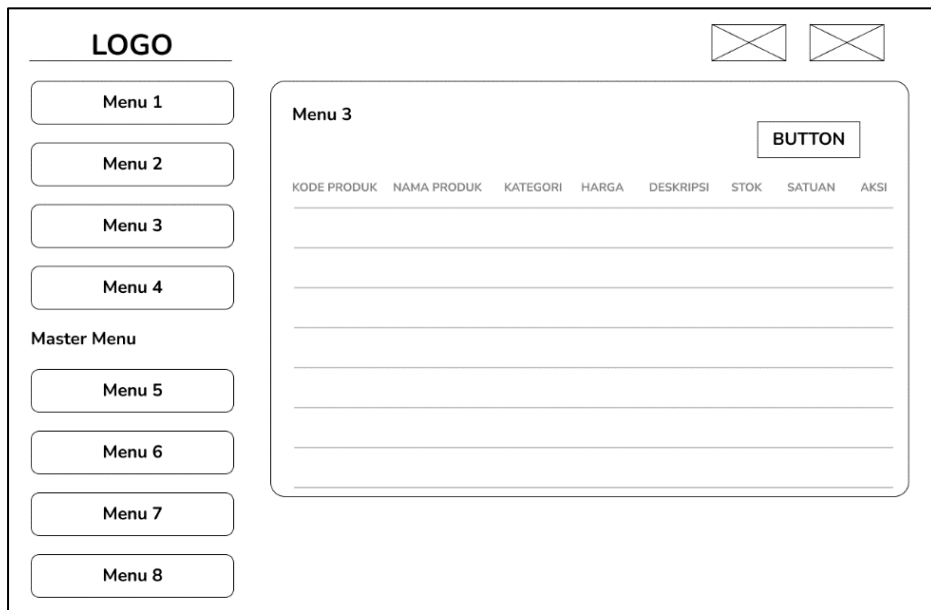 LOGO
Menu 1
Menu 2
Menu 3
Menu 4
Master Menu
Menu 5
Menu 6
Menu 7
Menu 8
Menu 3
BUTTON
KODE PRODUK NAMA PRODUK KATEGORI HARGA DESKRIPSI STOK SATUAN AKSI